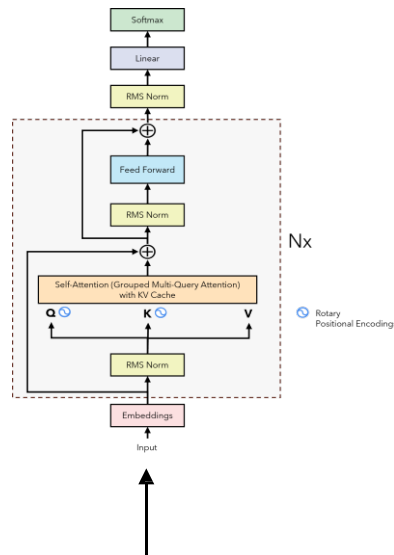 Softmax
Linear
RMS Norm
Feed Forward
RMS Norm
Nx
Self-Attention (Grouped Multi-Query Attention)
with KV Cache
Q K V
Rotary
Positional Encoding
RMS Norm
Embeddings
Input